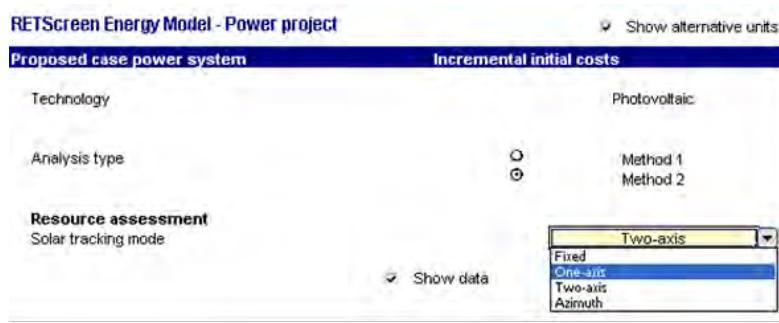 RETScreen Energy Model - Power project
Show alternative units
Proposed case power system Incremental initial costs
Technology Photovoltaic
Analysis type Method 1
Method 2
Resource assessment
Solar tracking mode Two-axis
Fixed
One-axis
Show data Two-axis
Azimuth